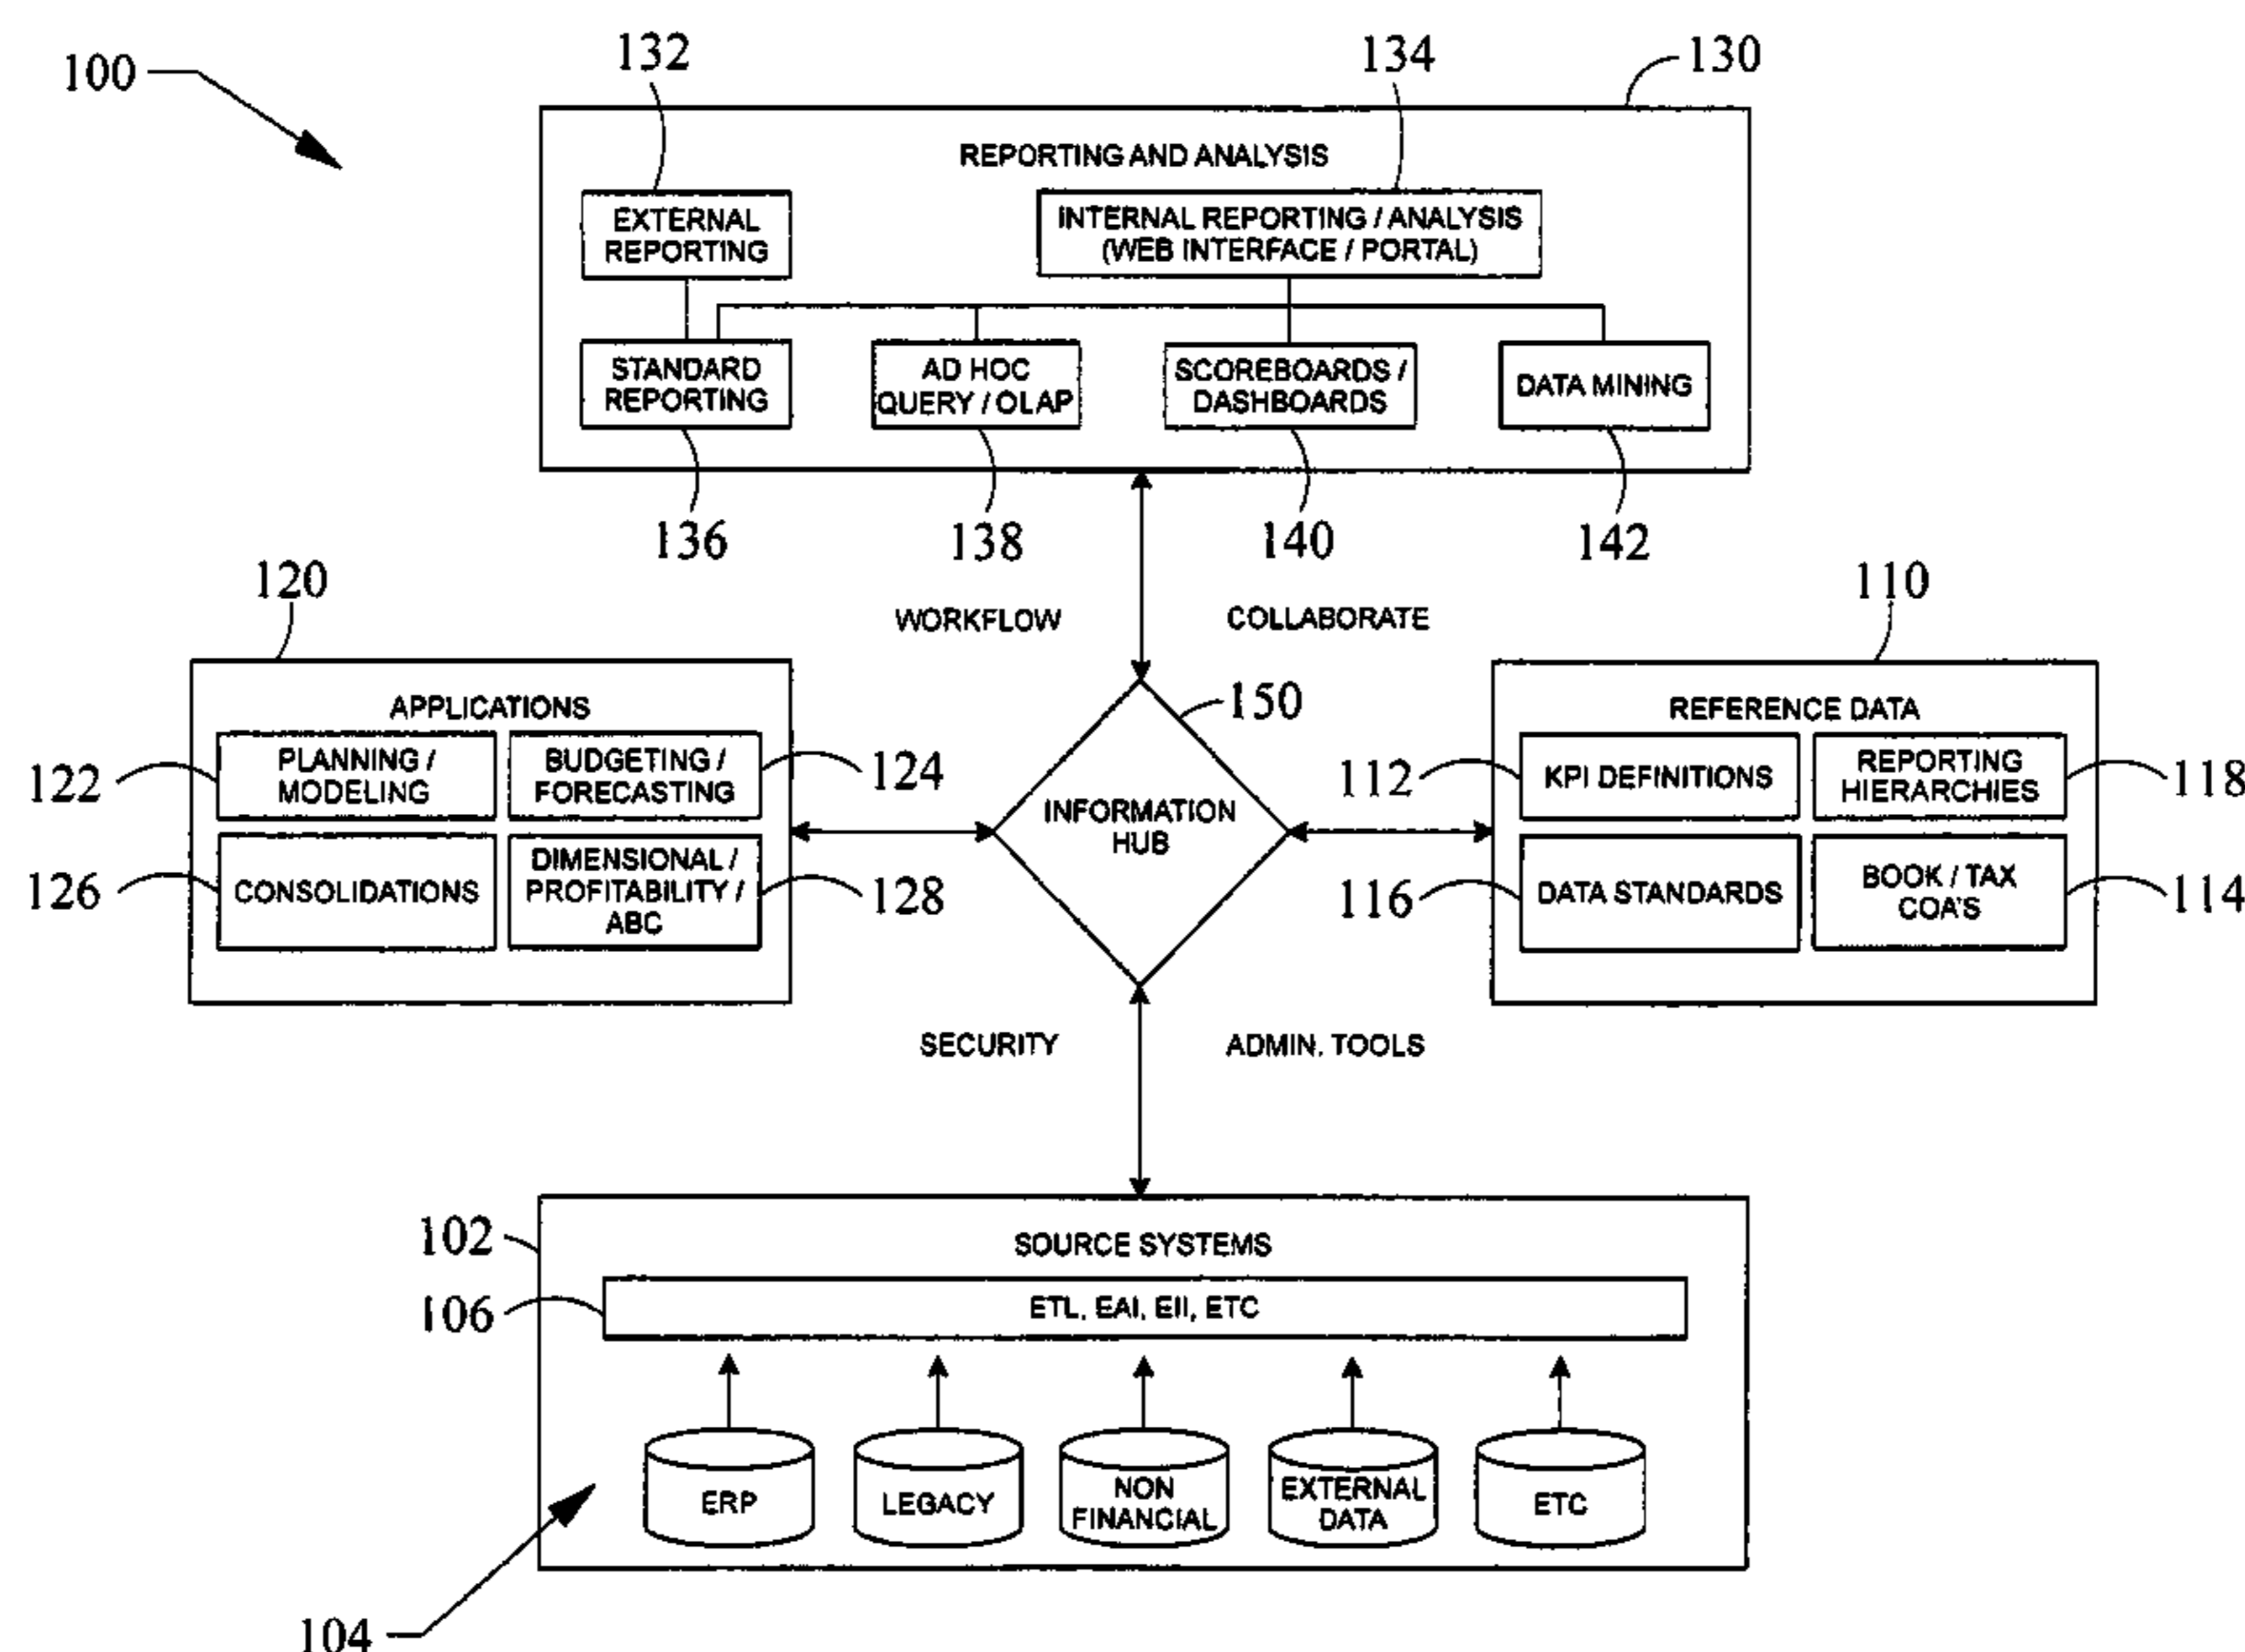 100
132
134
130
REPORTING AND ANALYSIS
EXTERNAL
REPORTING
INTERNAL REPORTING / ANALYSIS
(WEB INTERFACE / PORTAL)
STANDARD
REPORTING
AD HOC
QUERY / OLAP
SCOREBOARDS /
DASHBOARDS
DATA MINING
136
138
140
142
120
110
WORKFLOW
COLLABORATE
150
APPLICATIONS
122
PLANNING /
MODELING
BUDGETING /
FORECASTING
124
126
CONSOLIDATIONS
DIMENSIONAL /
PROFITABILITY /
ABC
128
INFORMATION
HUB
REFERENCE DATA
112
KPI DEFINITIONS
REPORTING
HIERARCHIES
118
116
DATA STANDARDS
BOOK / TAX
COA'S
114
SECURITY
ADMIN. TOOLS
102
SOURCE SYSTEMS
106
ETL, EAI, EII, ETC
ERP
LEGACY
NON
FINANCIAL
EXTERNAL
DATA
ETC
104